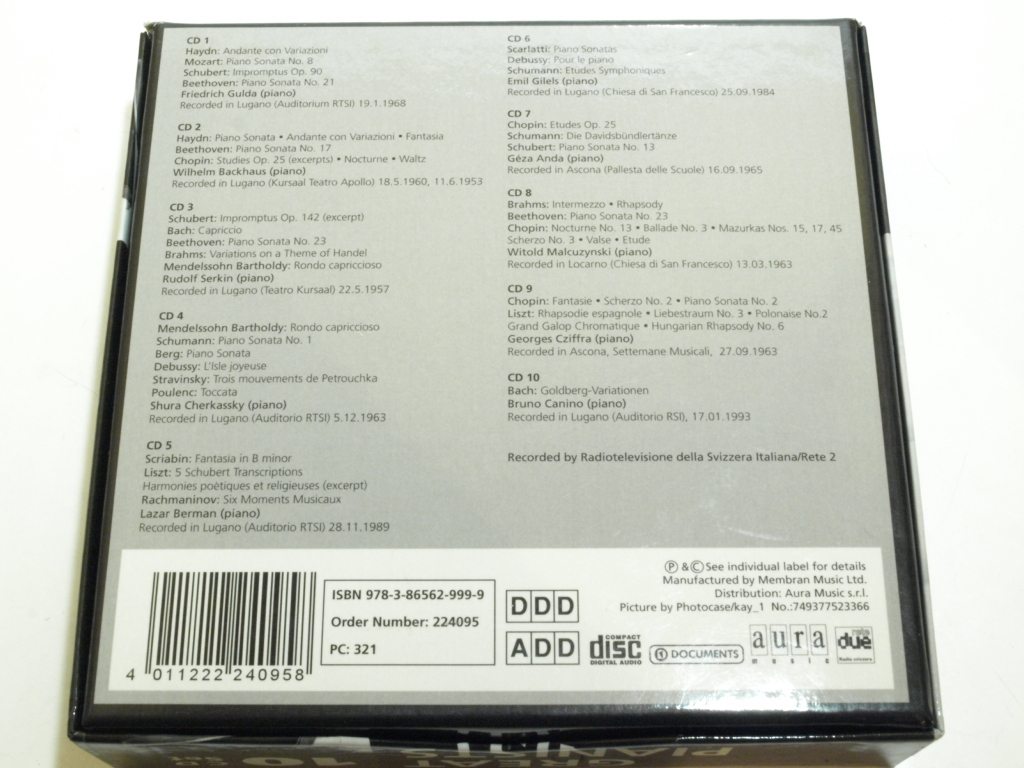 CD 1
Haydn: Andante con Variazioni
Mozart: Piano Sonata No. 8
Schubert: Impromptus Op. 90
Beethoven: Piano Sonata No. 21
Friedrich Gulda (piano)
Recorded in Lugano (Auditorium RTSI) 19.1.1968
CD 2
Haydn: Piano Sonata • Andante con Variazioni • Fantasia
Beethoven: Piano Sonata No. 17
Chopin: Studies Op. 25 (excerpts) • Nocturne • Waltz
Wilhelm Backhaus (piano)
Recorded in Lugano (Kursaal Teatro Apollo) 18.5.1960, 11.6.1953
CD 3
Schubert: Impromptus Op. 142 (excerpt)
Bach: Capriccio
Beethoven: Piano Sonata No. 23
Brahms: Variations on a Theme of Handel
Mendelssohn Bartholdy: Rondo capriccioso
Rudolf Serkin (piano)
Recorded in Lugano (Teatro Kursaal) 22.5.1957
CD 4
Mendelssohn Bartholdy: Rondo capriccioso
Schumann: Piano Sonata No. 1
Berg: Piano Sonata
Debussy: L'Isle joyeuse
Stravinsky: Trois mouvements de Petrouchka
Poulenc: Toccata
Shura Cherkassky (piano)
Recorded in Lugano (Auditorio RTSI) 5.12.1963
CD 5
Scriabin: Fantasia in B minor
Liszt: 5 Schubert Transcriptions
Harmonies poètiques et religieuses (excerpt)
Rachmaninov: Six Moments Musicaux
Lazar Berman (piano)
Recorded in Lugano (Auditorio RTSI) 28.11.1989
CD 6
Scarlatti: Piano Sonatas
Debussy: Pour le piano
Schumann: Etudes Symphoniques
Emil Gilels (piano)
Recorded in Lugano (Chiesa di San Francesco) 25.09.1984
CD 7
Chopin: Etudes Op. 25
Schumann: Die Davidsbündlertänze
Schubert: Piano Sonata No. 13
Géza Anda (piano)
Recorded in Ascona (Pallesta delle Scuole) 16.09.1965
CD 8
Brahms: Intermezzo • Rhapsody
Beethoven: Piano Sonata No. 23
Chopin: Nocturne No. 13 • Ballade No. 3 • Mazurkas Nos. 15, 17, 45
Scherzo No. 3 • Valse • Etude
Witold Malcuzynski (piano)
Recorded in Locarno (Chiesa di San Francesco) 13.03.1963
CD 9
Chopin: Fantasie • Scherzo No. 2 • Piano Sonata No. 2
Liszt: Rhapsodie espagnole • Liebestraum No. 3 • Polonaise No.2
Grand Galop Chromatique • Hungarian Rhapsody No. 6
Georges Cziffra (piano)
Recorded in Ascona, Settemane Musicali, 27.09.1963
CD 10
Bach: Goldberg-Variationen
Bruno Canino (piano)
Recorded in Lugano (Auditorio RSI), 17.01.1993
Recorded by Radiotelevisione della Svizzera Italiana/Rete 2
Ⓟ & Ⓒ See individual label for details
Manufactured by Membran Music Ltd.
Distribution: Aura Music s.r.l.
Picture by Photocase/kay_1 No.:749377523366
4 011222 240958
ISBN 978-3-86562-999-9
Order Number: 224095
PC: 321
DDD
ADD
COMPACT
disc
DIGITAL AUDIO
DOCUMENTS
aura
music
rete
due
Radio svizzera
GREAT
PIANISTS
10 CD
SET